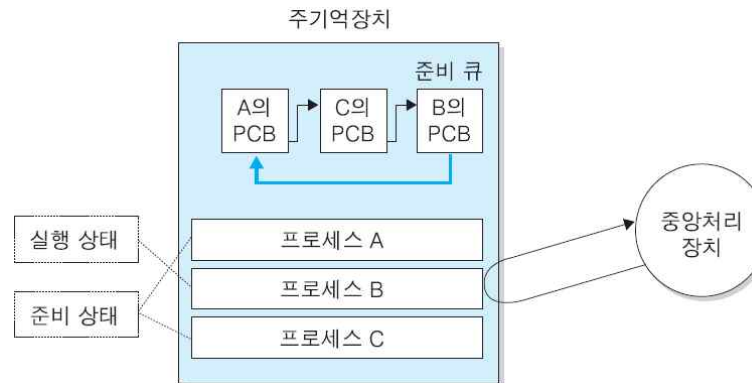 주기억장치
준비 큐
A의
PCB
C의
PCB
B의
PCB
실행 상태
준비 상태
프로세스 A
프로세스 B
프로세스 C
중앙처리
장치